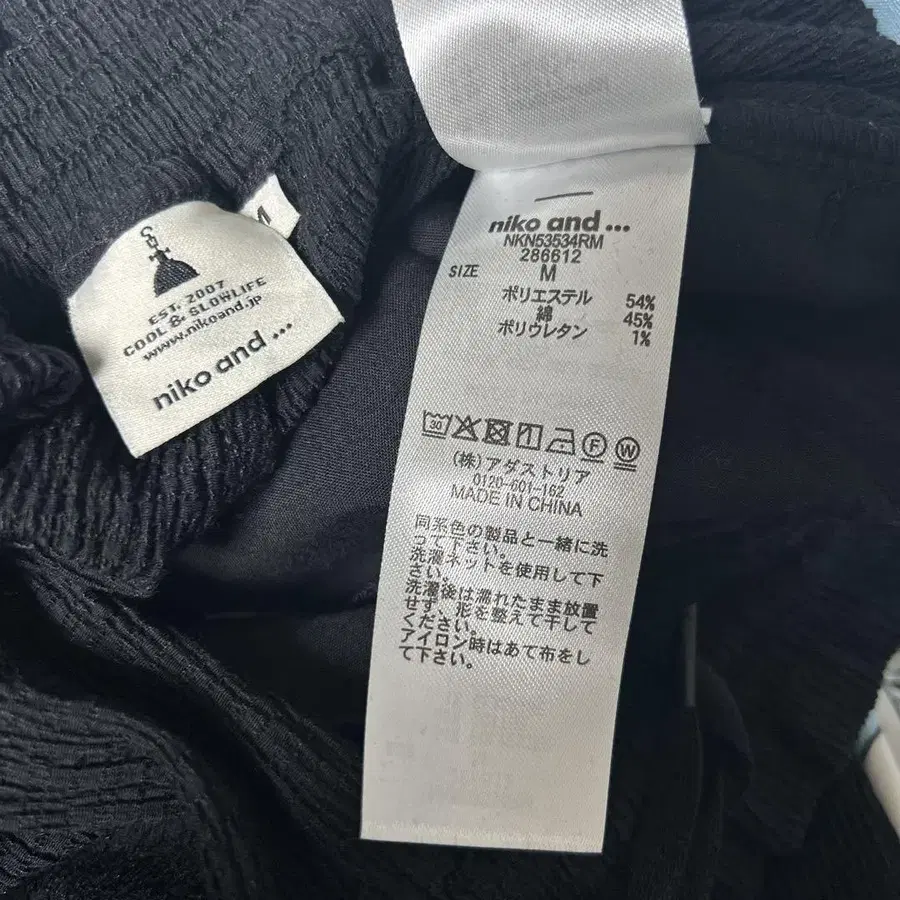 M
EST. 2007
COOL & SLOWLIFE
www.nikoand.jp
niko and ...
niko and ...
NKN53534RM
286612
SIZE M
ポリエステル 54%
綿 45%
ポリウレタン 1%
30
F W
(株)アダストリア
0120-601-162
MADE IN CHINA
同系色の製品と一緒に洗
って下さい。
洗濯ネットを使用して下
さい。
洗濯後は濡れたまま放置
せず、形を整えて干して
ください。
アイロン時はあて布をし
て下さい。